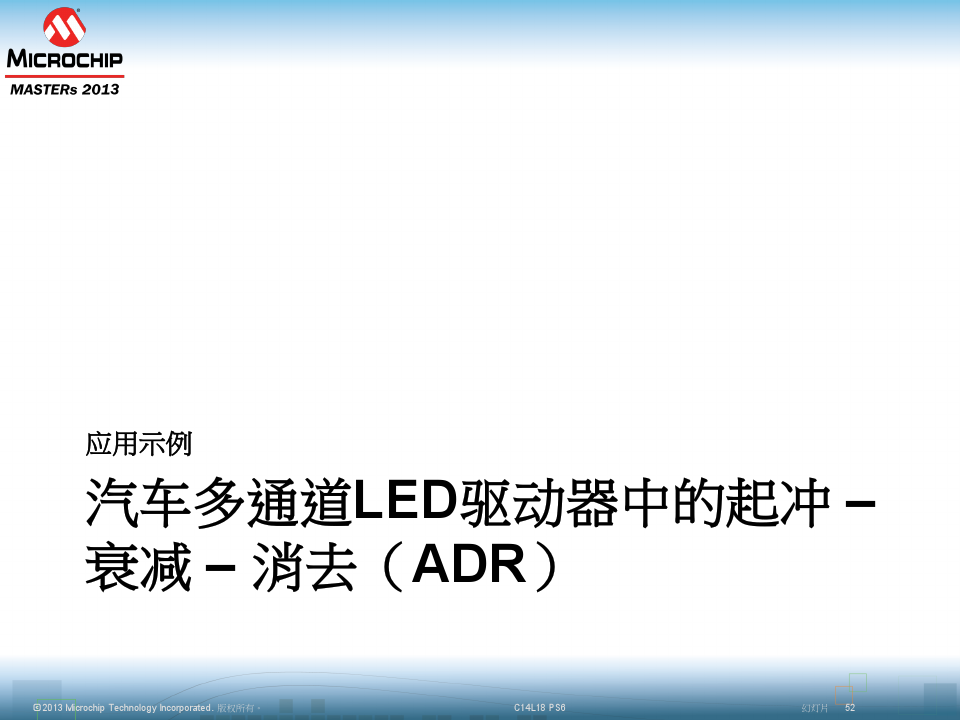 MICROCHIP
MASTERs 2013
应用示例
汽车多通道LED驱动器中的起冲 –
衰减 – 消去（ADR）
©2013 Microchip Technology Incorporated. 版权所有。
C14L18 PS6
幻灯片 52